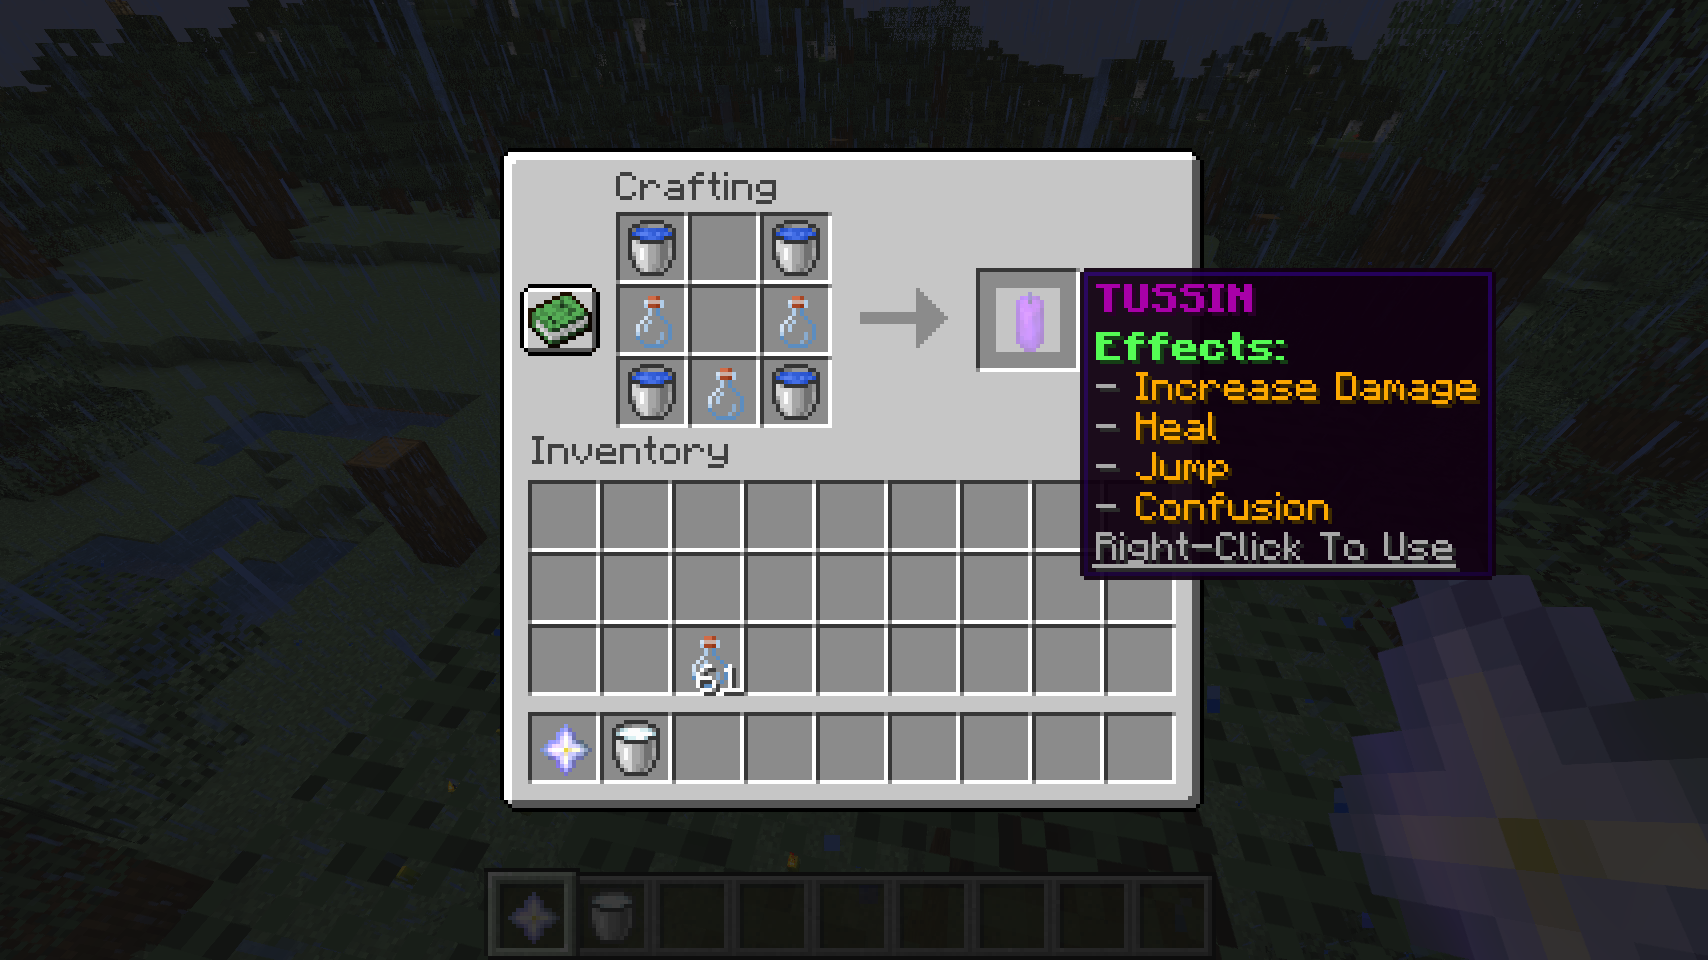 Crafting
TUSSIN
Effects:
- Increase Damage
- Heal
- Jump
- Confusion
Right-Click To Use
Inventory
61